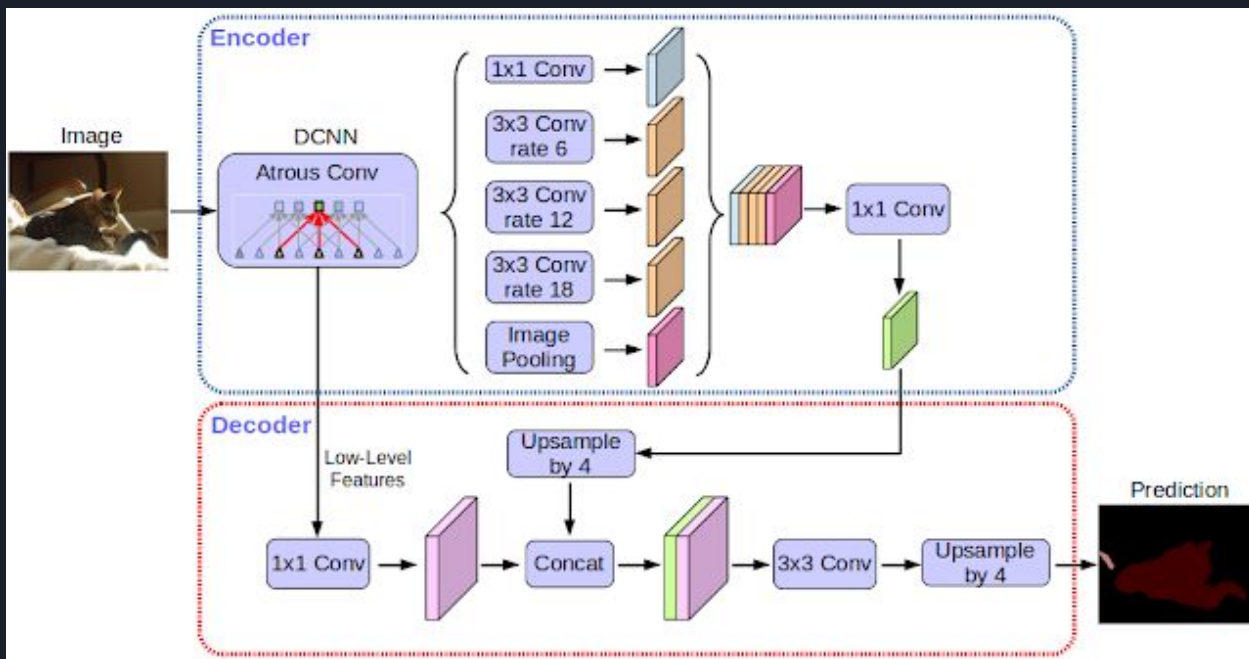 Encoder
Image
DCNN
Atrous Conv
1x1 Conv
3x3 Conv
rate 6
3x3 Conv
rate 12
3x3 Conv
rate 18
Image
Pooling
1x1 Conv
Decoder
Low-Level
Features
Upsample
by 4
1x1 Conv
Concat
3x3 Conv
Upsample
by 4
Prediction